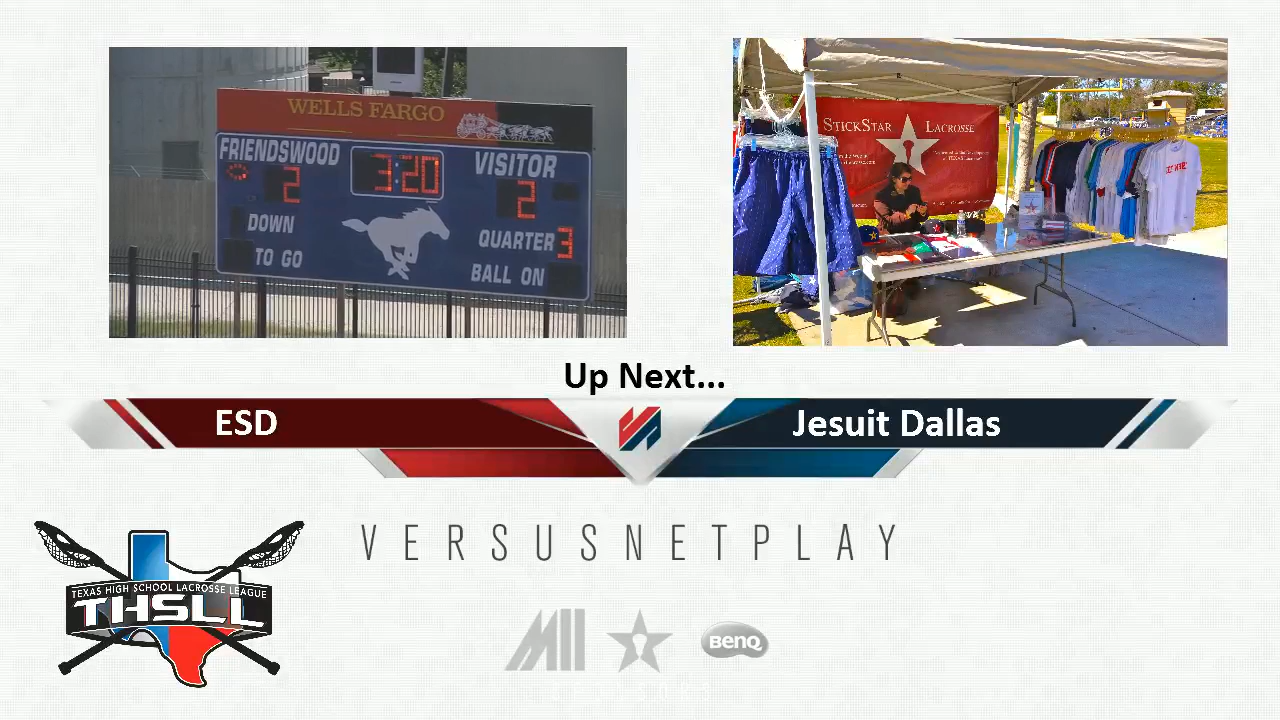 WELLS FARGO
FRIENDSWOOD
3:20
VISITOR
2
2
DOWN
QUARTER 3
TO GO
BALL ON
STICKSTAR LACROSSE
Up Next...
ESD
Jesuit Dallas
VERSUSNETPLAY
TEXAS HIGH SCHOOL LACROSSE LEAGUE
THSLL
BenQ